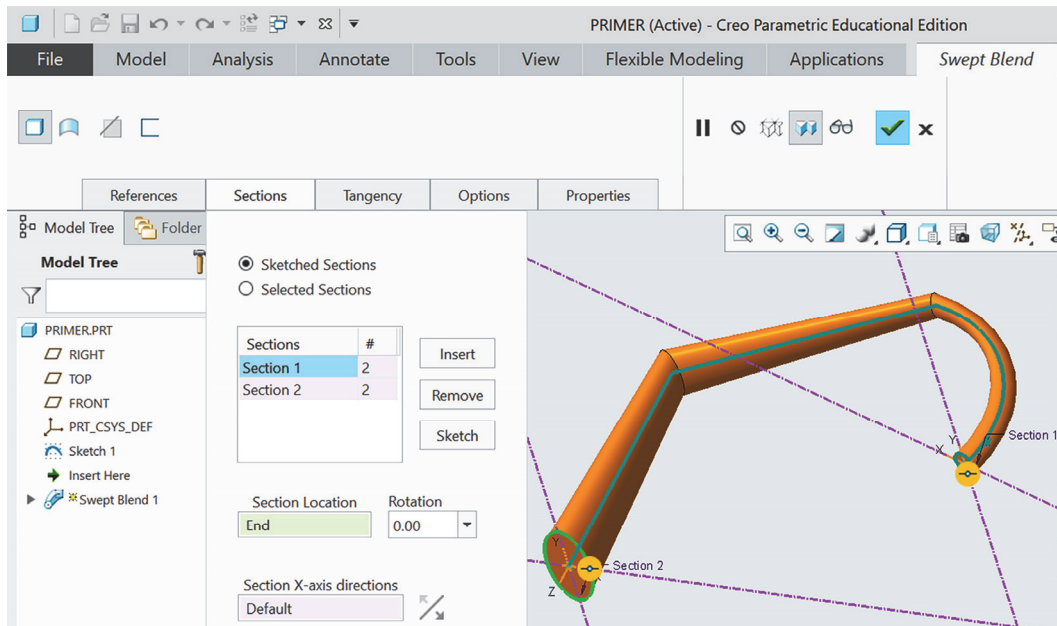 PRIMER (Active) - Creo Parametric Educational Edition
File Model Analysis Annotate Tools View Flexible Modeling Applications Swept Blend
References Sections Tangency Options Properties
Model Tree Folder
Model Tree
Sketched Sections
Selected Sections
PRIMER.PRT
RIGHT
TOP
FRONT
PRT_CSYS_DEF
Sketch 1
Insert Here
Swept Blend 1
Sections #
Section 1 2
Section 2 2
Insert
Remove
Sketch
Section Location Rotation
End 0.00
Section X-axis directions
Default
Y
X
Section 1
Y
Section 2
Z